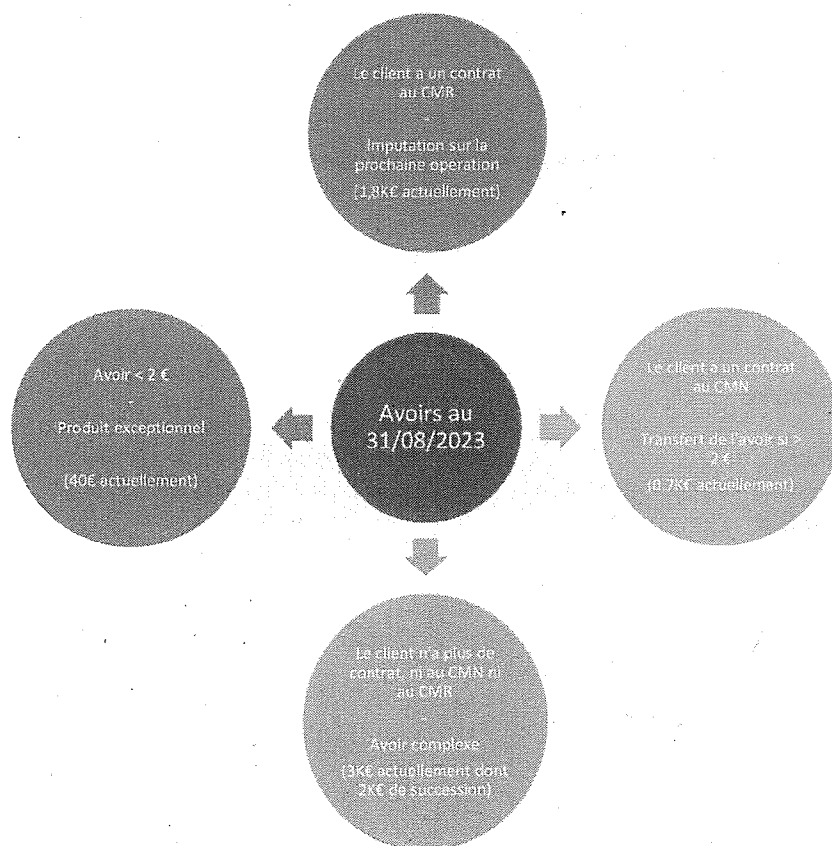 Le client a un contrat
au CMR
-
Imputation sur la
prochaine opération
(1,8K€ actuellement)
Avoir < 2 €
-
Produit exceptionnel
(40€ actuellement)
Avoirs au
31/08/2023
Le client a un contrat
au CMN
-
Transfert de l'avoir si >
2 €
(0,7K€ actuellement)
Le client n'a plus de
contrat, ni au CMN ni
au CMR
-
Avoir complexe
(3K€ actuellement dont
2K€ de succession)